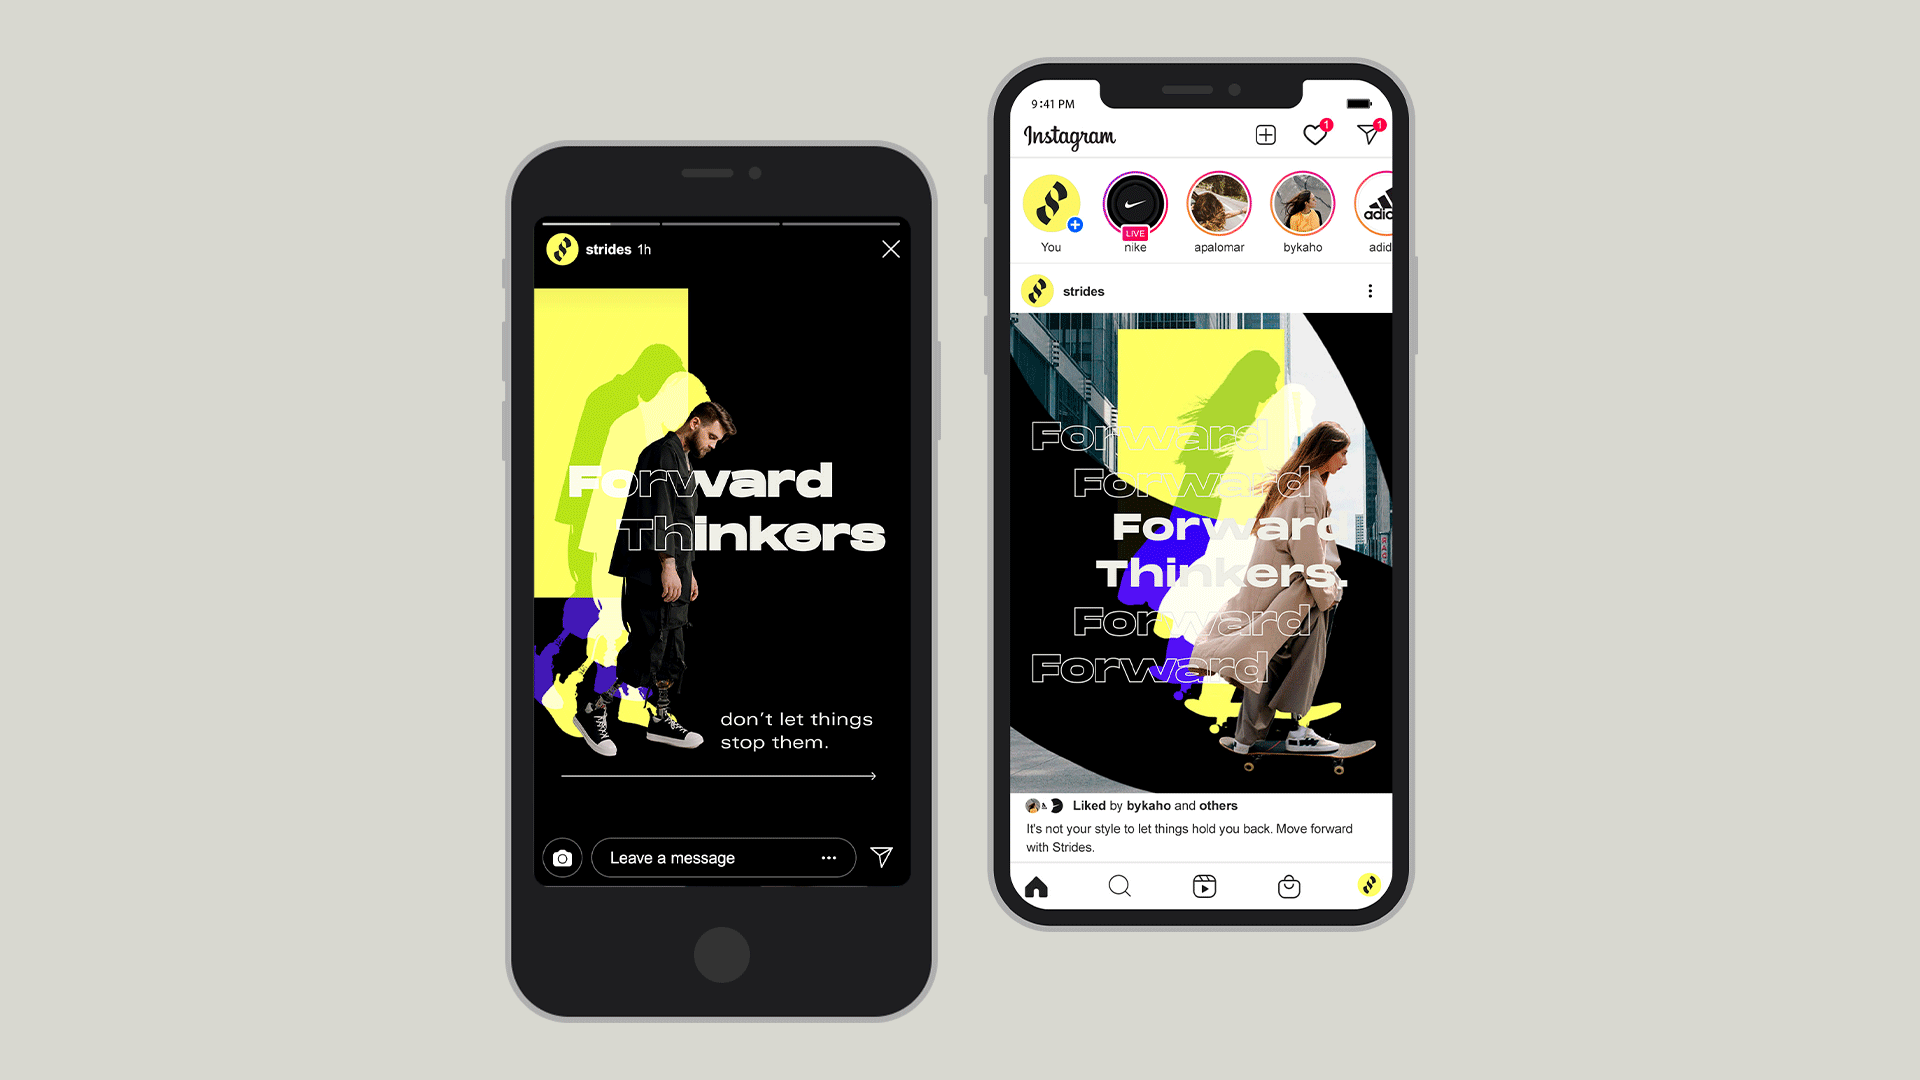 strides 1h
Forward
Thinkers
don't let things
stop them.
Leave a message
9:41 PM
Instagram
1
1
You
LIVE
nike
apalomar
bykaho
adid
adid
strides
Forward
Forward
Forward
Thinkers.
Forward
Forward
Liked by bykaho and others
It's not your style to let things hold you back. Move forward
with Strides.